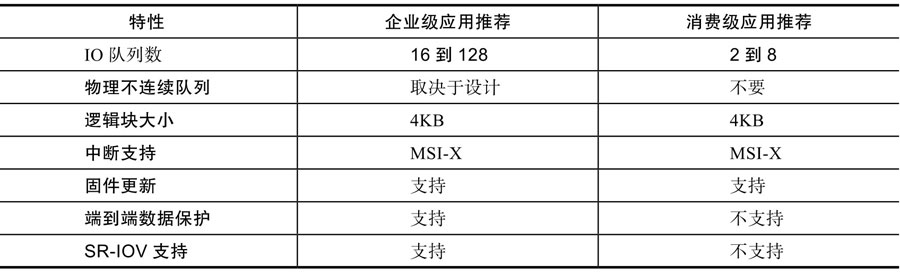 特性 企业级应用推荐 消费级应用推荐
IO 队列数 16 到 128 2 到 8
物理不连续队列 取决于设计 不要
逻辑块大小 4KB 4KB
中断支持 MSI-X MSI-X
固件更新 支持 支持
端到端数据保护 支持 不支持
SR-IOV 支持 支持 不支持